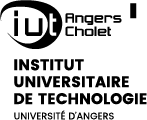 iut Angers
Cholet
INSTITUT
UNIVERSITAIRE
DE TECHNOLOGIE
UNIVERSITÉ D'ANGERS